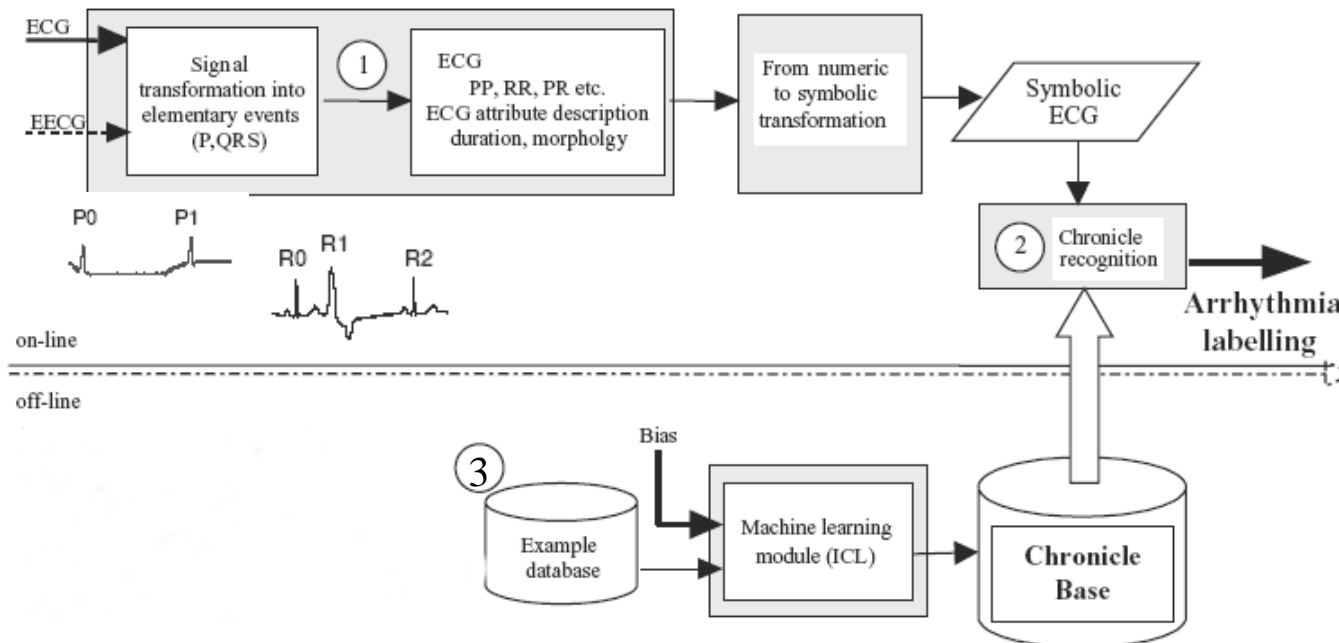 ECG
EECG
Signal
transformation into
elementary events
(P,QRS)
1
ECG
PP, RR, PR etc.
ECG attribute description
duration, morpholgy
From numeric
to symbolic
transformation
Symbolic
ECG
P0 P1
R0 R1 R2
2
Chronicle
recognition
Arrhythmia
labelling
on-line
off-line
Bias
3
Example
database
Machine learning
module (ICL)
Chronicle
Base